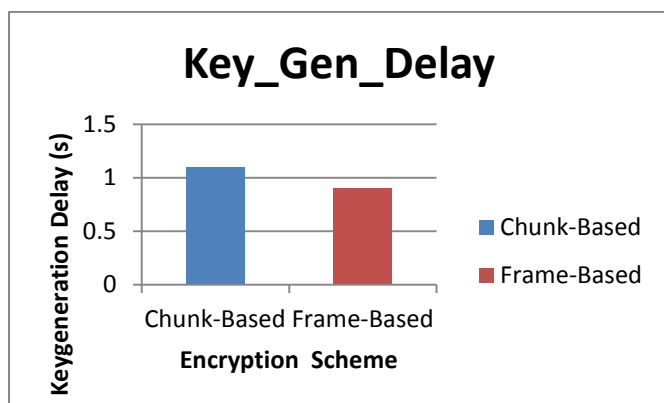 Key_Gen_Delay
Keygeneration Delay (s)
1.5
1
0.5
0
Chunk-Based Frame-Based
Encryption Scheme
Chunk-Based
Frame-Based